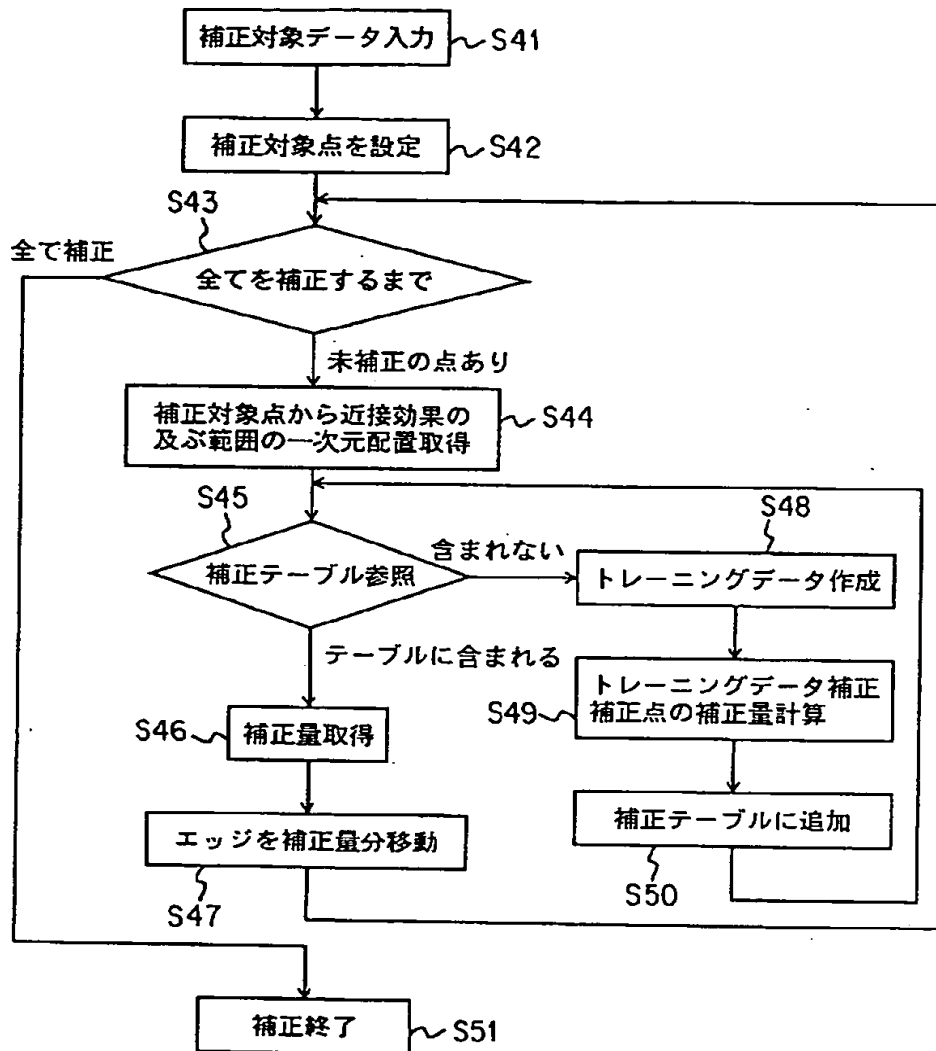 補正対象データ入力
S41
補正対象点を設定
S42
S43
全て補正
全てを補正するまで
未補正の点あり
補正対象点から近接効果の
及ぶ範囲の一次元配置取得
S44
S45
補正テーブル参照
含まれない
S48
トレーニングデータ作成
テーブルに含まれる
トレーニングデータ補正
補正点の補正量計算
S49
S46
補正量取得
エッジを補正量分移動
S47
補正テーブルに追加
S50
補正終了
S51